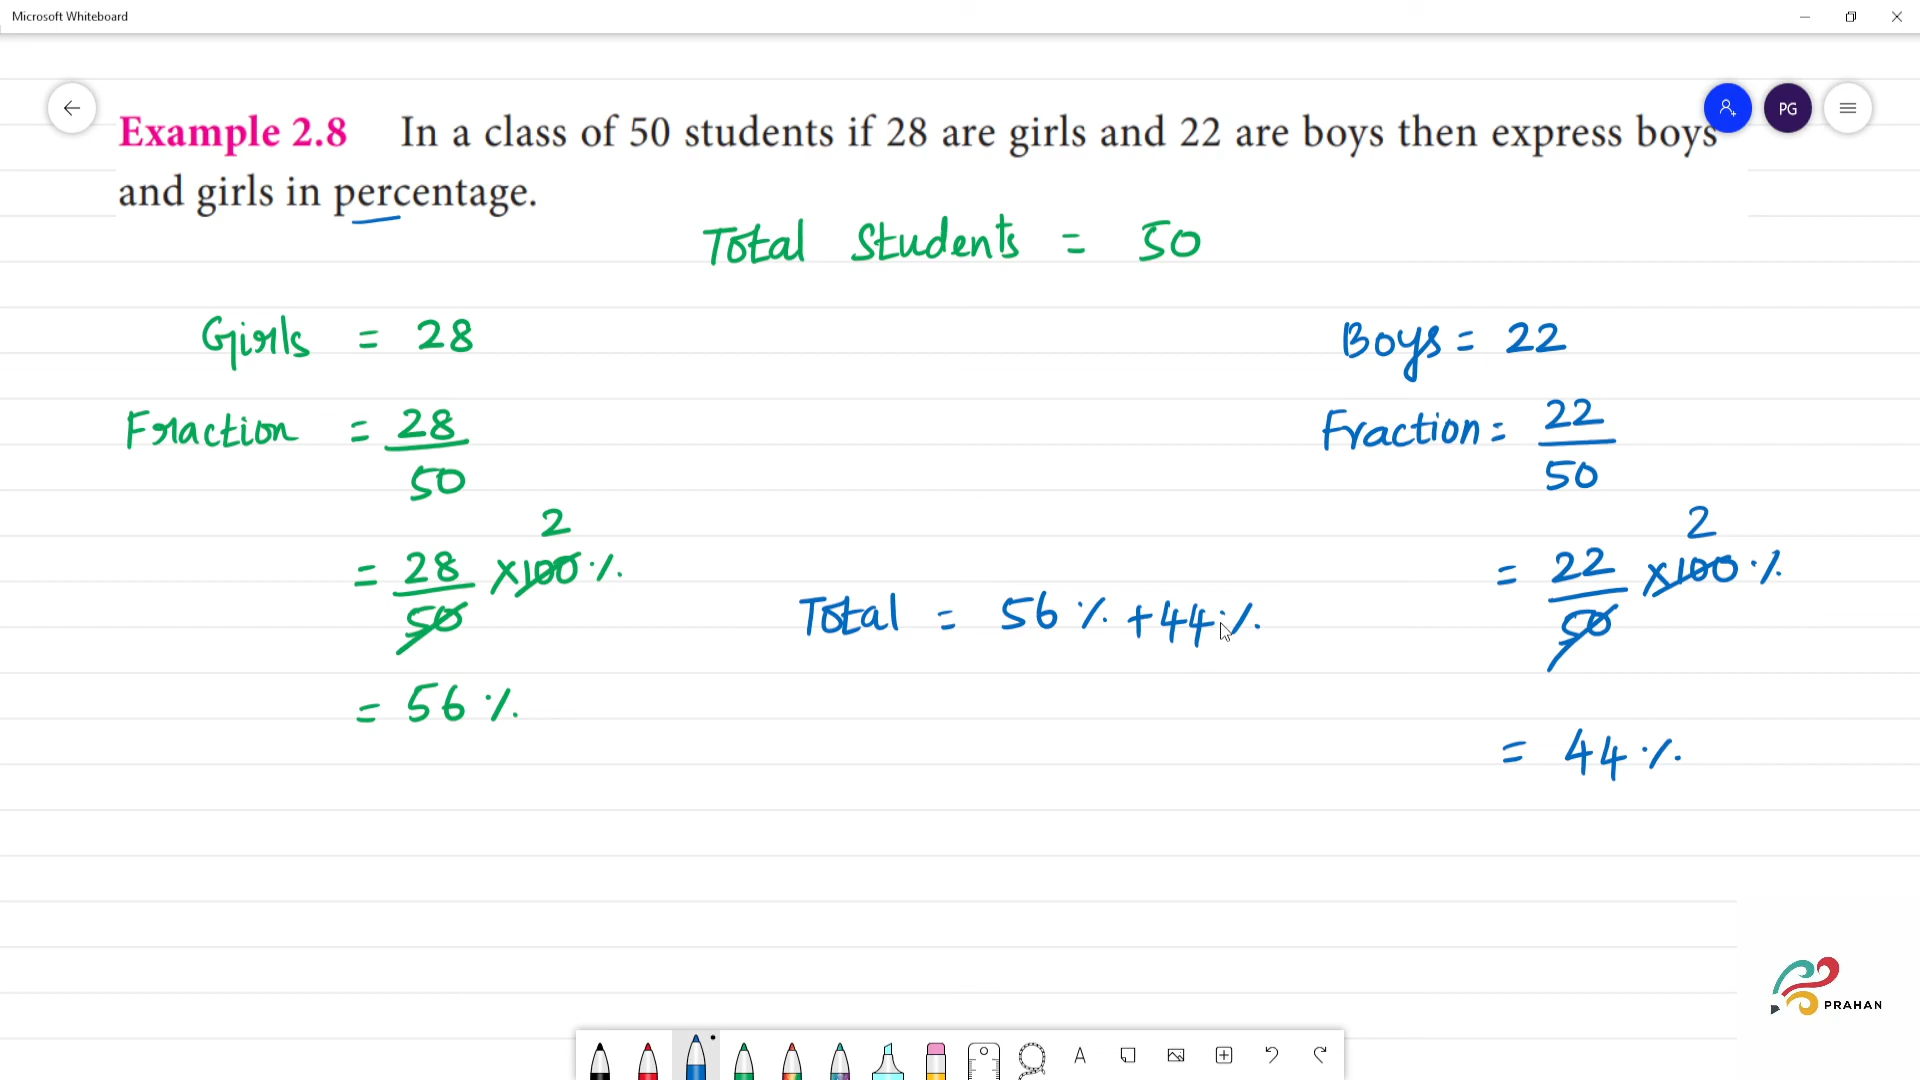 Microsoft Whiteboard
PG
Example 2.8 In a class of 50 students if 28 are girls and 22 are boys then express boys
and girls in percentage.
Total Students = 50
Girls = 28
Fraction = 28/50
= 28/50 ×100% 2
= 56%
Total = 56% + 44%
Boys = 22
Fraction = 22/50
= 22/50 ×100% 2
= 44%
PRAHAN
A